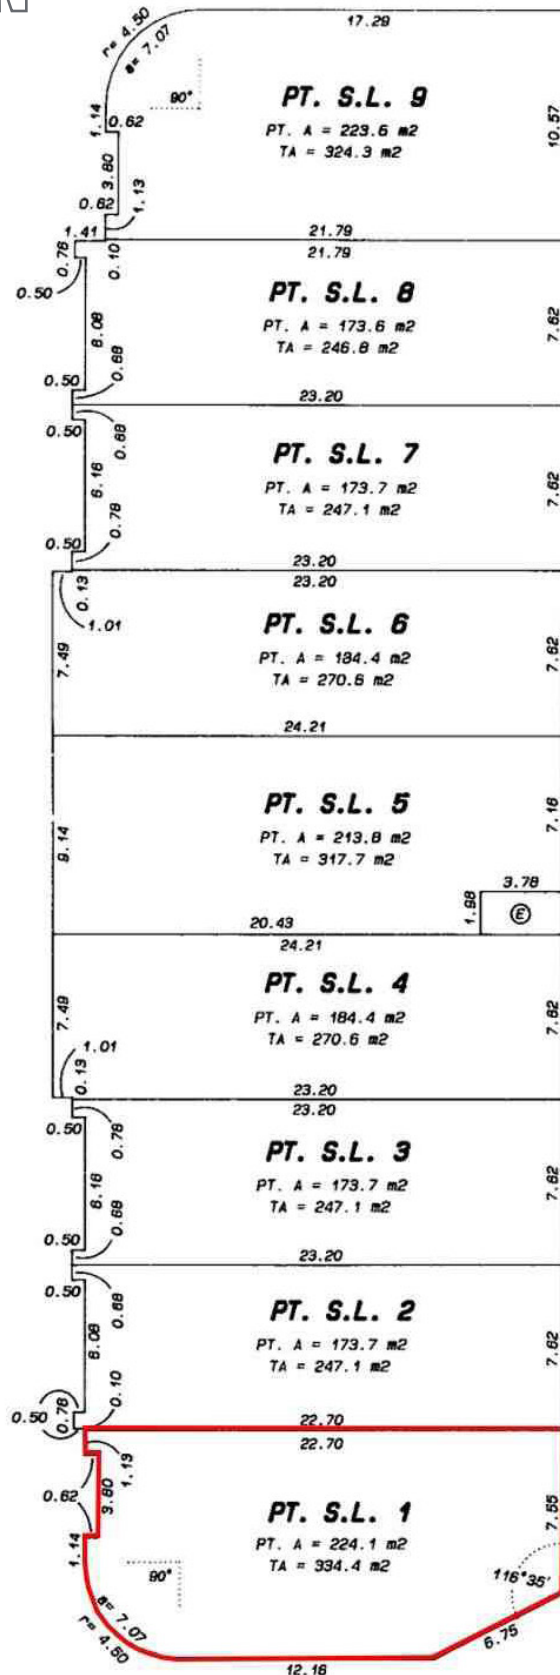 17.29
r= 4.50
a= 7.07
90°
PT. S.L. 9
PT. A = 223.6 m2
TA = 324.3 m2
10.57
1.14
0.62
3.80
0.62
1.13
1.41
21.79
21.79
0.78
0.10
0.50
PT. S.L. 8
PT. A = 173.6 m2
TA = 246.8 m2
7.62
6.08
0.68
0.50
23.20
0.50
0.68
PT. S.L. 7
PT. A = 173.7 m2
TA = 247.1 m2
7.62
6.16
0.78
0.50
23.20
23.20
0.13
1.01
PT. S.L. 6
PT. A = 184.4 m2
TA = 270.6 m2
7.62
7.49
24.21
PT. S.L. 5
PT. A = 213.8 m2
TA = 317.7 m2
7.16
9.14
3.78
1.98
E
20.43
24.21
PT. S.L. 4
PT. A = 184.4 m2
TA = 270.6 m2
7.62
7.49
1.01
0.13
23.20
23.20
0.50
0.78
PT. S.L. 3
PT. A = 173.7 m2
TA = 247.1 m2
7.62
6.16
0.68
0.50
23.20
0.50
0.68
PT. S.L. 2
PT. A = 173.7 m2
TA = 247.1 m2
7.62
6.08
0.10
0.50
0.78
22.70
22.70
1.13
0.62
3.80
PT. S.L. 1
PT. A = 224.1 m2
TA = 334.4 m2
7.55
1.14
90°
116°35'
a= 7.07
r= 4.50
6.75
12.18